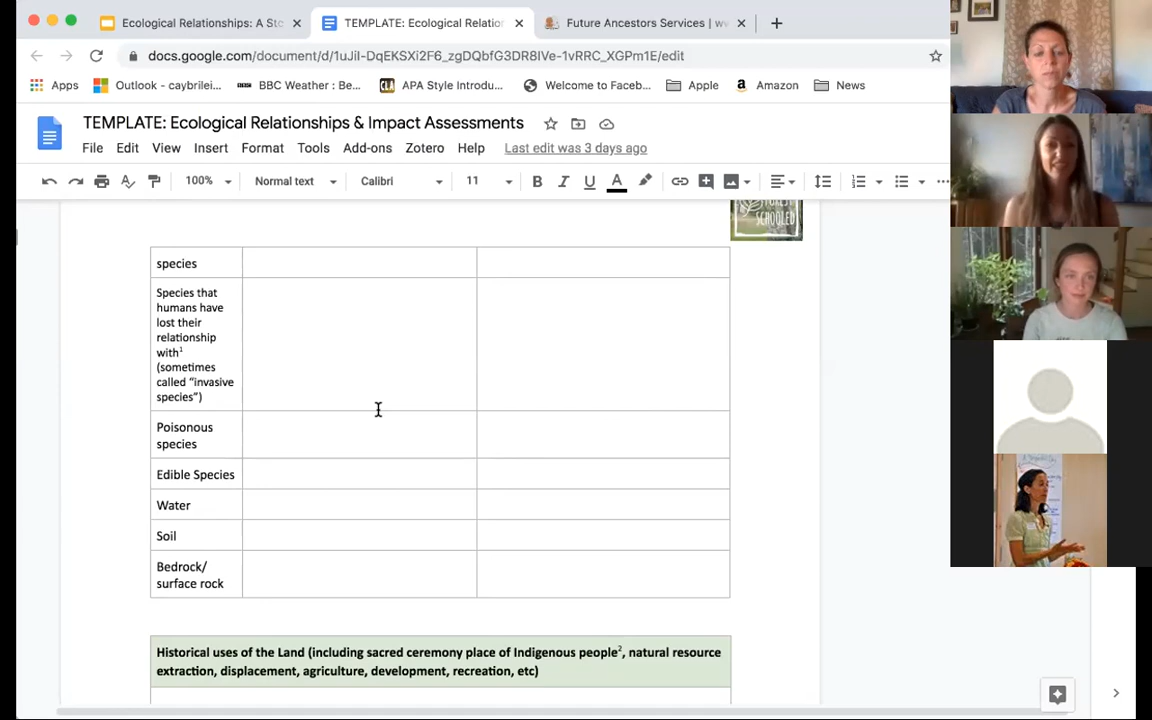 Ecological Relationships: A Sto
TEMPLATE: Ecological Relation
Future Ancestors Services | w
docs.google.com/document/d/1uJil-DqEKSXi2F6_zgDQbfG3DR8lVe-1vRRC_XGPm1E/edit
Apps
Outlook - caybrilei...
BBC Weather : Be...
CLA
APA Style Introdu...
Welcome to Faceb...
Apple
Amazon
News
TEMPLATE: Ecological Relationships & Impact Assessments
File Edit View Insert Format Tools Add-ons Zotero Help Last edit was 3 days ago
100% Normal text Calibri 11 B I U A
SCHOOLED
species
Species that
humans have
lost their
relationship
with¹
(sometimes
called "invasive
species")
Poisonous
species
Edible Species
Water
Soil
Bedrock/
surface rock
Historical uses of the Land (including sacred ceremony place of Indigenous people², natural resource
extraction, displacement, agriculture, development, recreation, etc)